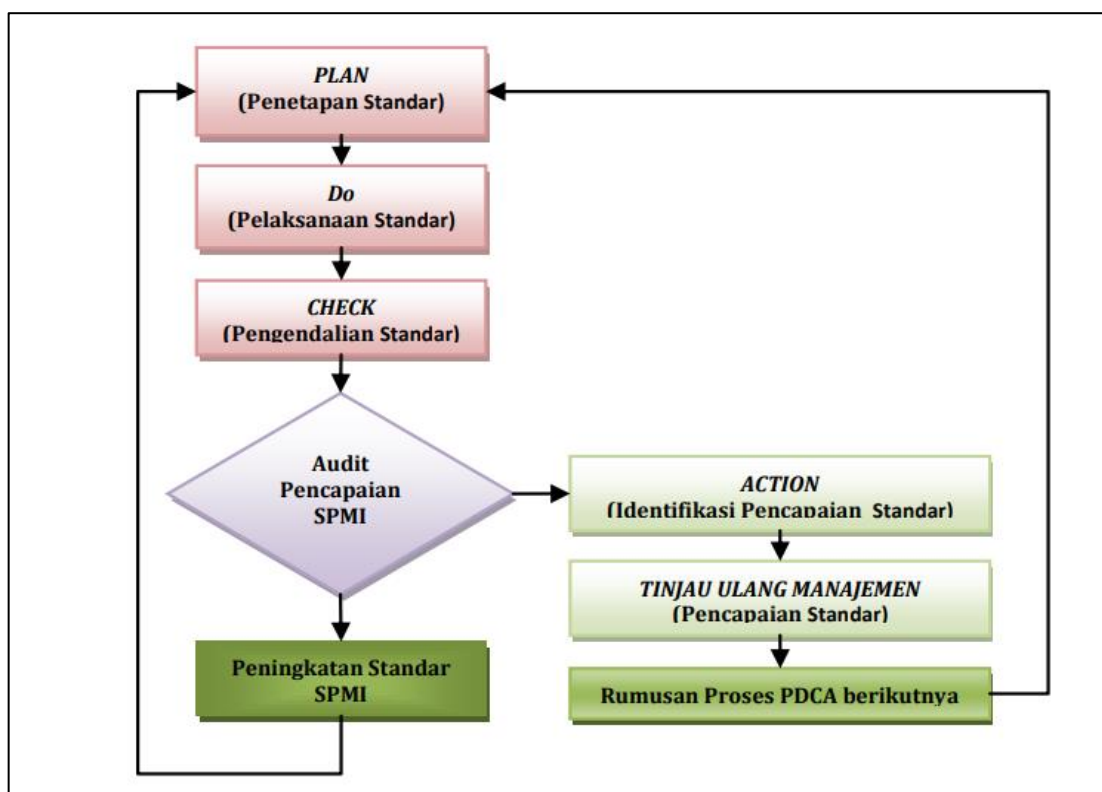 PLAN
(Penetapan Standar)
Do
(Pelaksanaan Standar)
CHECK
(Pengendalian Standar)
Audit
Pencapaian
SPMI
ACTION
(Identifikasi Pencapaian Standar)
TINJAU ULANG MANAJEMEN
(Pencapaian Standar)
Peningkatan Standar
SPMI
Rumusan Proses PDCA berikutnya